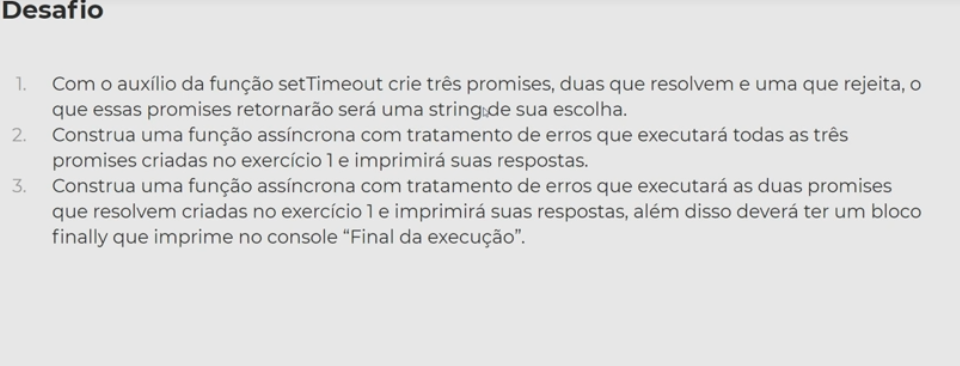 Desafio
1. Com o auxílio da função setTimeout crie três promises, duas que resolvem e uma que rejeita, o
que essas promises retornarão será uma string de sua escolha.
2. Construa uma função assíncrona com tratamento de erros que executará todas as três
promises criadas no exercício 1 e imprimirá suas respostas.
3. Construa uma função assíncrona com tratamento de erros que executará as duas promises
que resolvem criadas no exercício 1 e imprimirá suas respostas, além disso deverá ter um bloco
finally que imprime no console “Final da execução”.